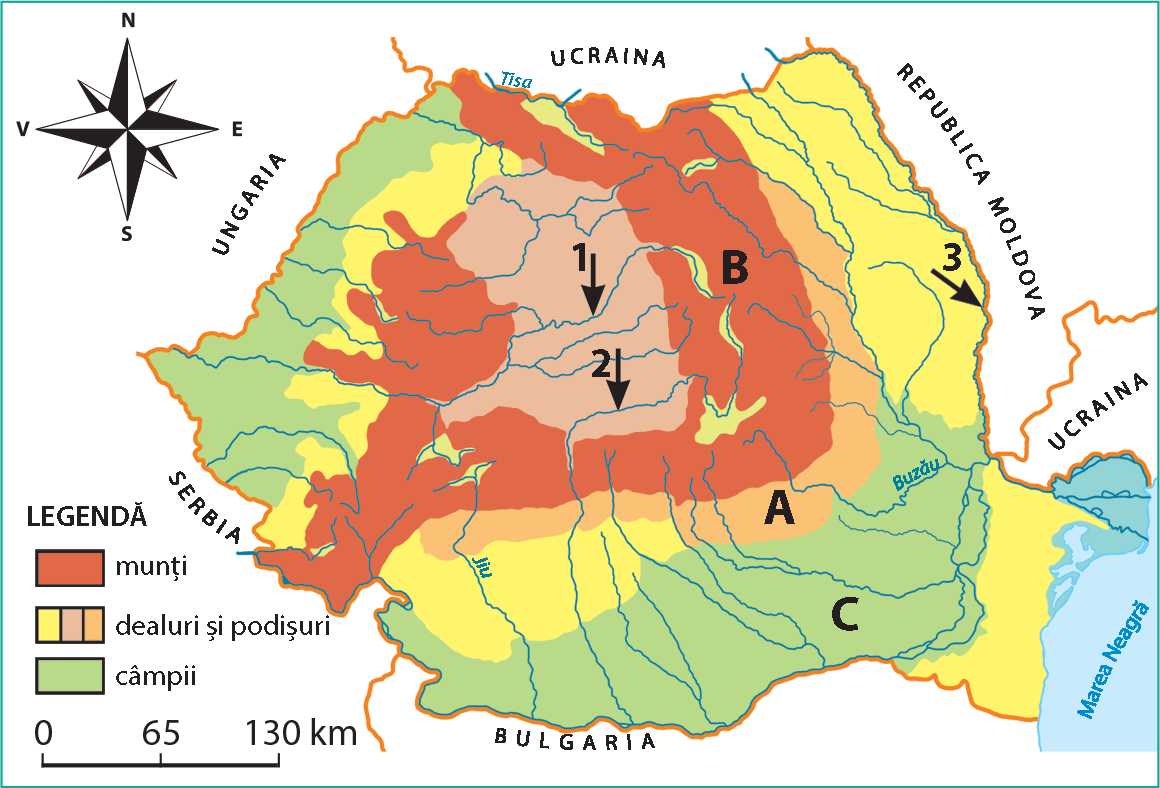 N
V
E
S
UCRAINA
Tisa
REPUBLICA MOLDOVA
UNGARIA
1
B
3
2
UCRAINA
SERBIA
A
Buzău
LEGENDĂ
munți
dealuri și podișuri
câmpii
Jiu
C
Marea Neagră
0 65 130 km
BULGARIA